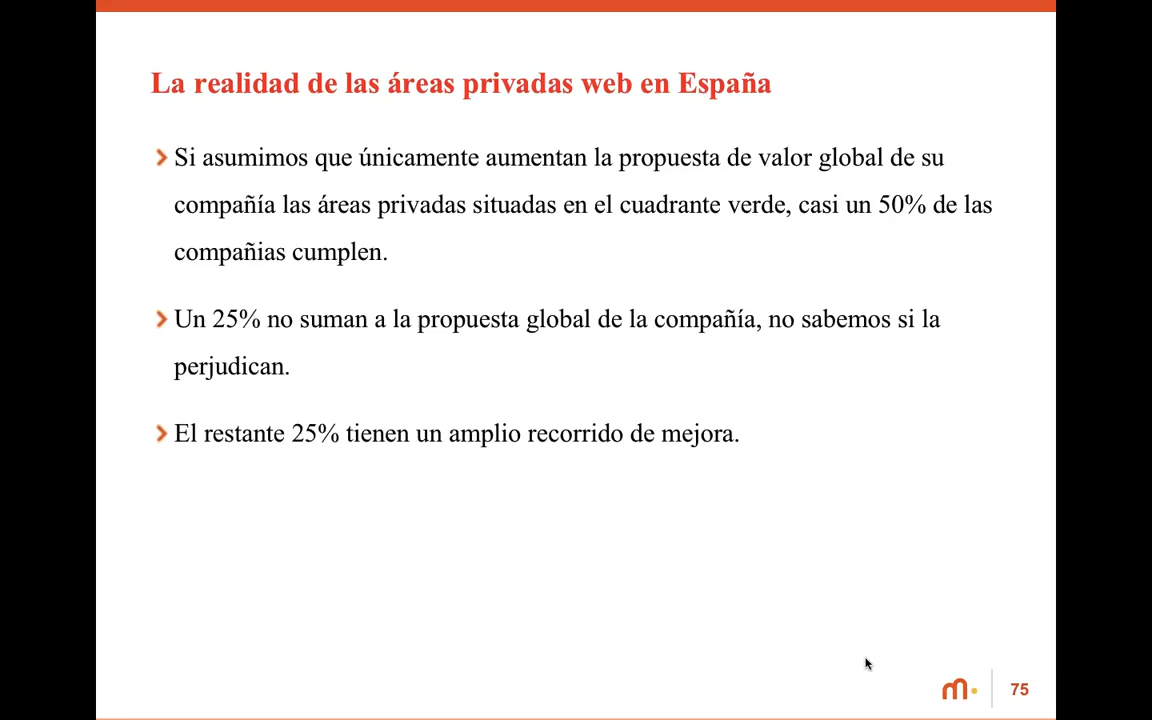 La realidad de las áreas privadas web en España
Si asumimos que únicamente aumentan la propuesta de valor global de su
compañía las áreas privadas situadas en el cuadrante verde, casi un 50% de las
compañias cumplen.
Un 25% no suman a la propuesta global de la compañía, no sabemos si la
perjudican.
El restante 25% tienen un amplio recorrido de mejora.
m.
75